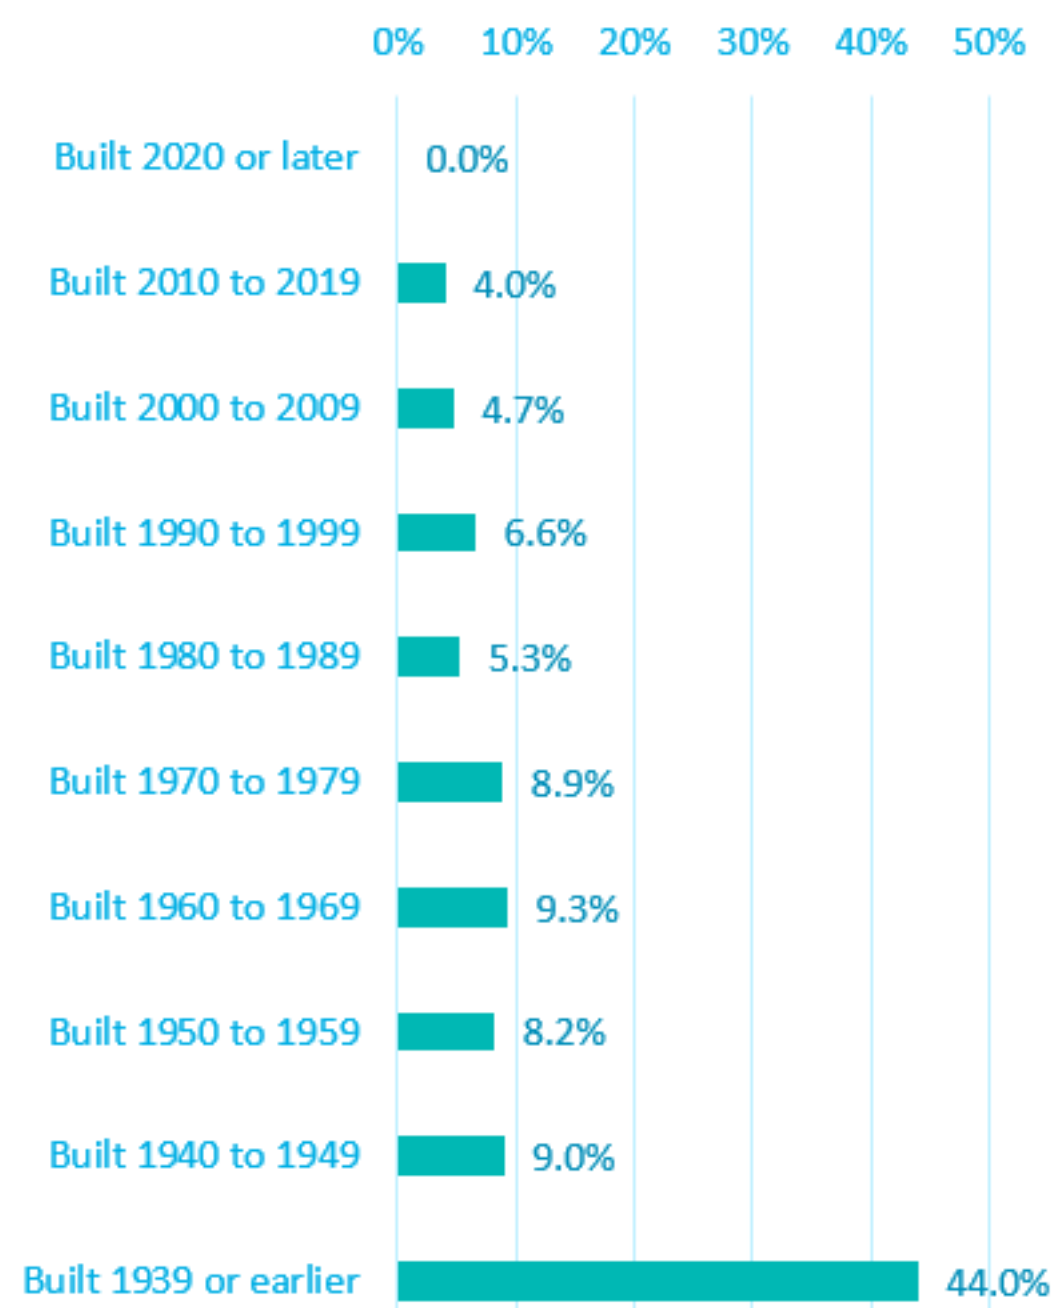 0% 10% 20% 30% 40% 50%
Built 2020 or later 0.0%
Built 2010 to 2019 4.0%
Built 2000 to 2009 4.7%
Built 1990 to 1999 6.6%
Built 1980 to 1989 5.3%
Built 1970 to 1979 8.9%
Built 1960 to 1969 9.3%
Built 1950 to 1959 8.2%
Built 1940 to 1949 9.0%
Built 1939 or earlier 44.0%